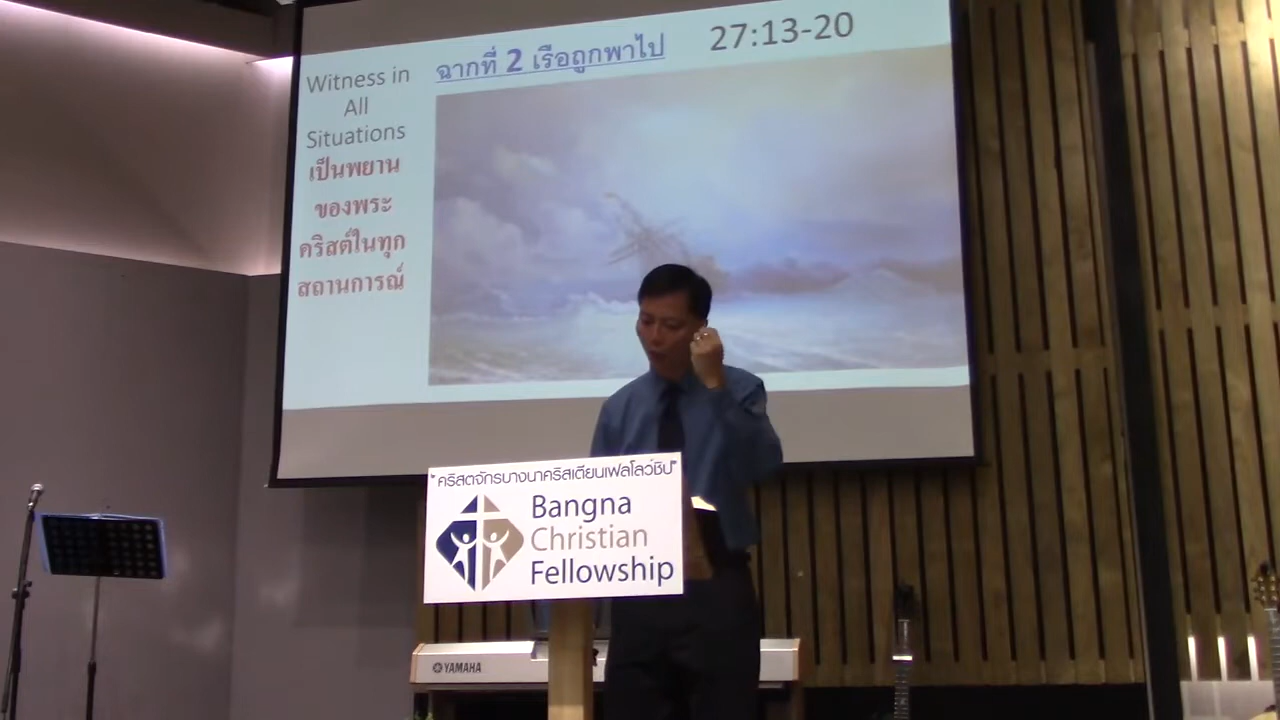 Witness in
All
Situations
เป็นพยาน
ของพระ
คริสต์ในทุก
สถานการณ์
ฉากที่ 2 เรือถูกพาไป
27:13-20
"คริสตจักรบางนาคริสเตียนเฟลโลว์ชิป"
Bangna
Christian
Fellowship
YAMAHA